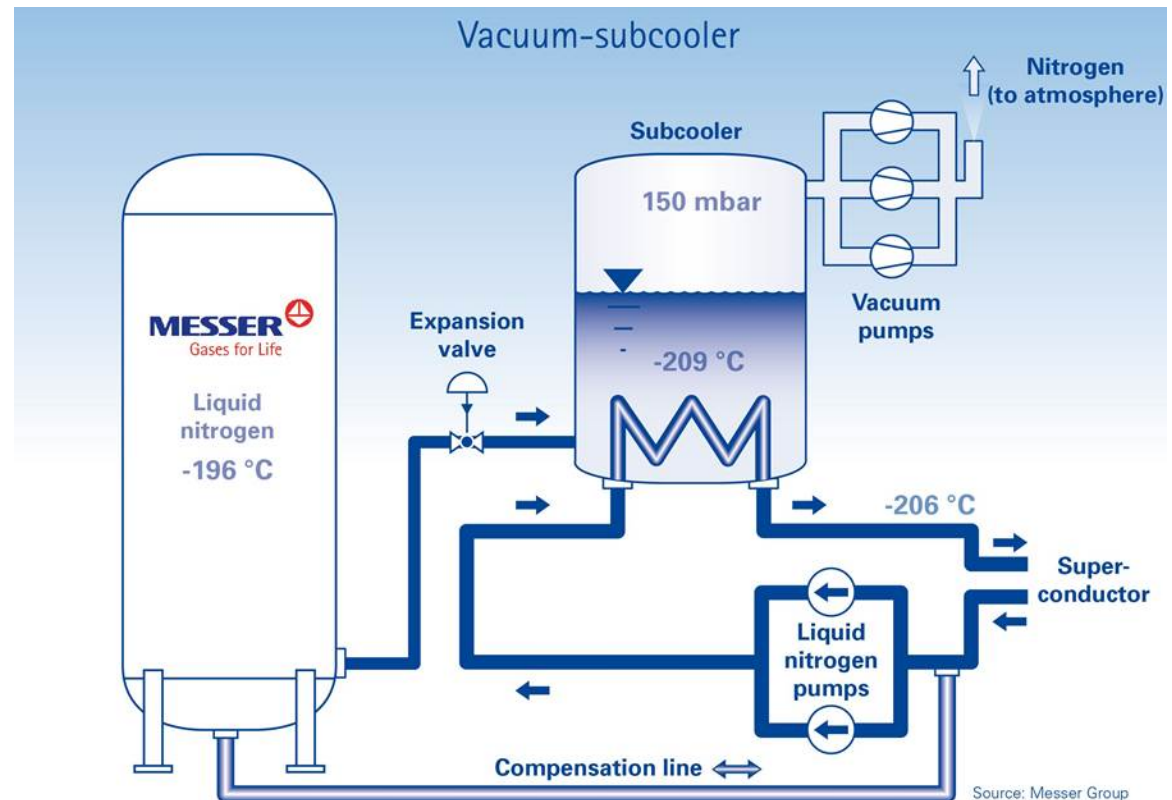 Vacuum-subcooler
Nitrogen
(to atmosphere)
Subcooler
150 mbar
Vacuum
pumps
MESSER
Gases for Life
Expansion
valve
-209 °C
Liquid
nitrogen
-196 °C
-206 °C
Super-
conductor
Liquid
nitrogen
pumps
Compensation line
Source: Messer Group